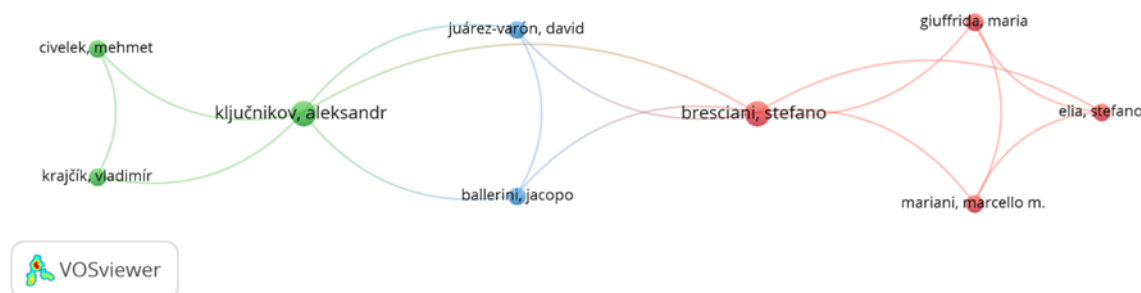 giuffrida, maria
juárez-varón, david
civelek, mehmet
ključnikov, aleksandr
bresciani, stefano
elia, stefano
krajčík, vladimír
ballerini, jacopo
mariani, marcello m.
VOSviewer